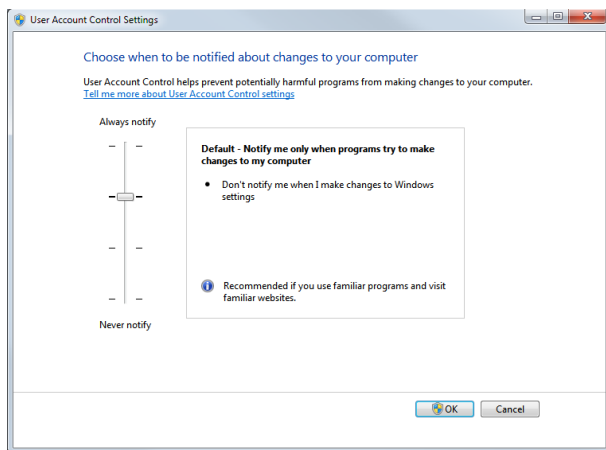 User Account Control Settings
Choose when to be notified about changes to your computer
User Account Control helps prevent potentially harmful programs from making changes to your computer.
Tell me more about User Account Control settings
Always notify
Default - Notify me only when programs try to make
changes to my computer
• Don't notify me when I make changes to Windows
settings
Recommended if you use familiar programs and visit
familiar websites.
Never notify
OK Cancel